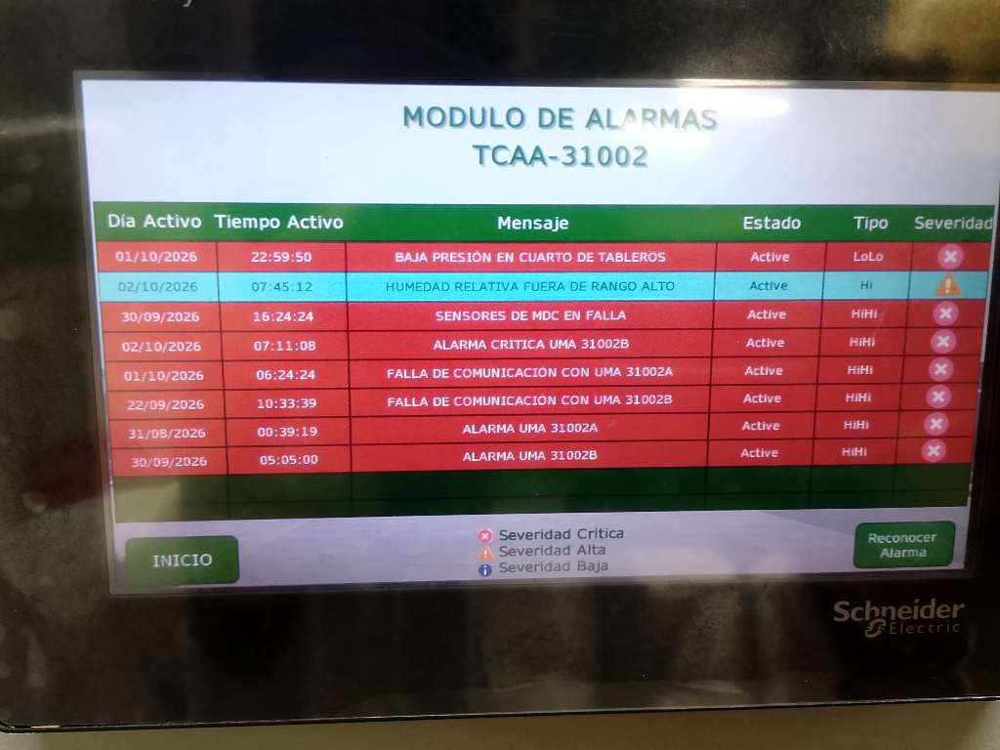 MODULO DE ALARMAS
TCAA-31002
Día Activo Tiempo Activo Mensaje Estado Tipo Severidad
01/10/2026 22:59:50 BAJA PRESIÓN EN CUARTO DE TABLEROS Active LoLo
02/10/2026 07:45:12 HUMEDAD RELATIVA FUERA DE RANGO ALTO Active Hi
30/09/2026 16:24:24 SENSORES DE MDC EN FALLA Active HiHi
02/10/2026 07:11:08 ALARMA CRITICA UMA 31002B Active HiHi
01/10/2026 06:24:24 FALLA DE COMUNICACIÓN CON UMA 31002A Active HiHi
22/09/2026 10:33:39 FALLA DE COMUNICACIÓN CON UMA 31002B Active HiHi
31/08/2026 00:39:19 ALARMA UMA 31002A Active HiHi
30/09/2026 05:05:00 ALARMA UMA 31002B Active HiHi
INICIO
Severidad Critica
Severidad Alta
Severidad Baja
Reconocer
Alarma
Schneider
Electric